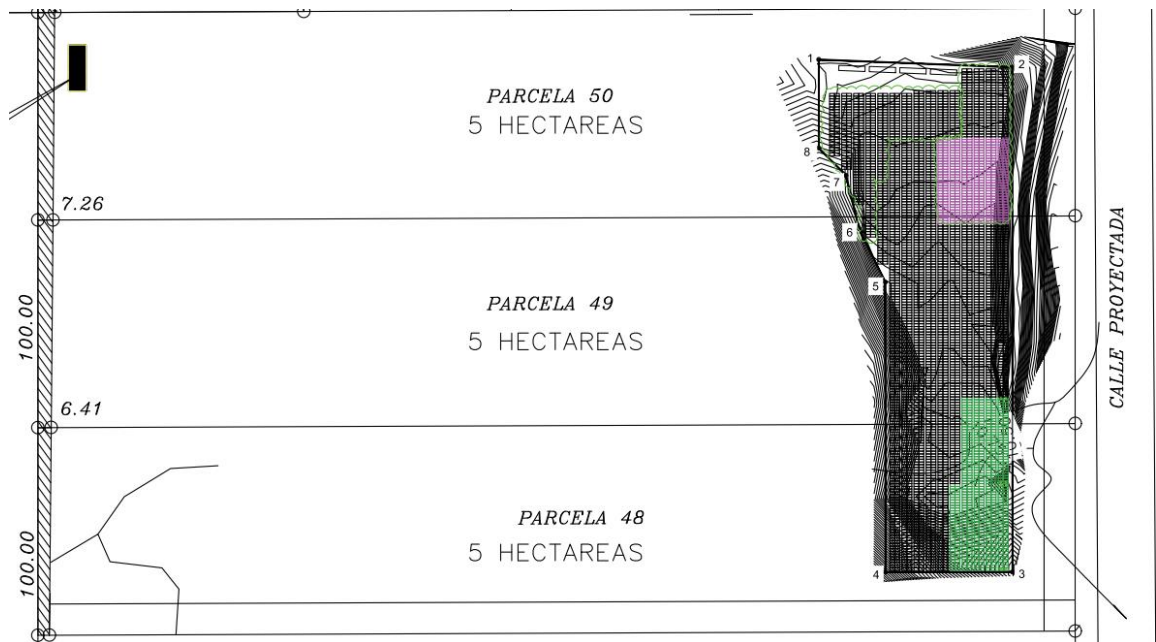 1
2
PARCELA 50
5 HECTAREAS
8
7
7.26
6
5
PARCELA 49
5 HECTAREAS
100.00
CALLE PROYECTADA
6.41
PARCELA 48
5 HECTAREAS
100.00
4
3